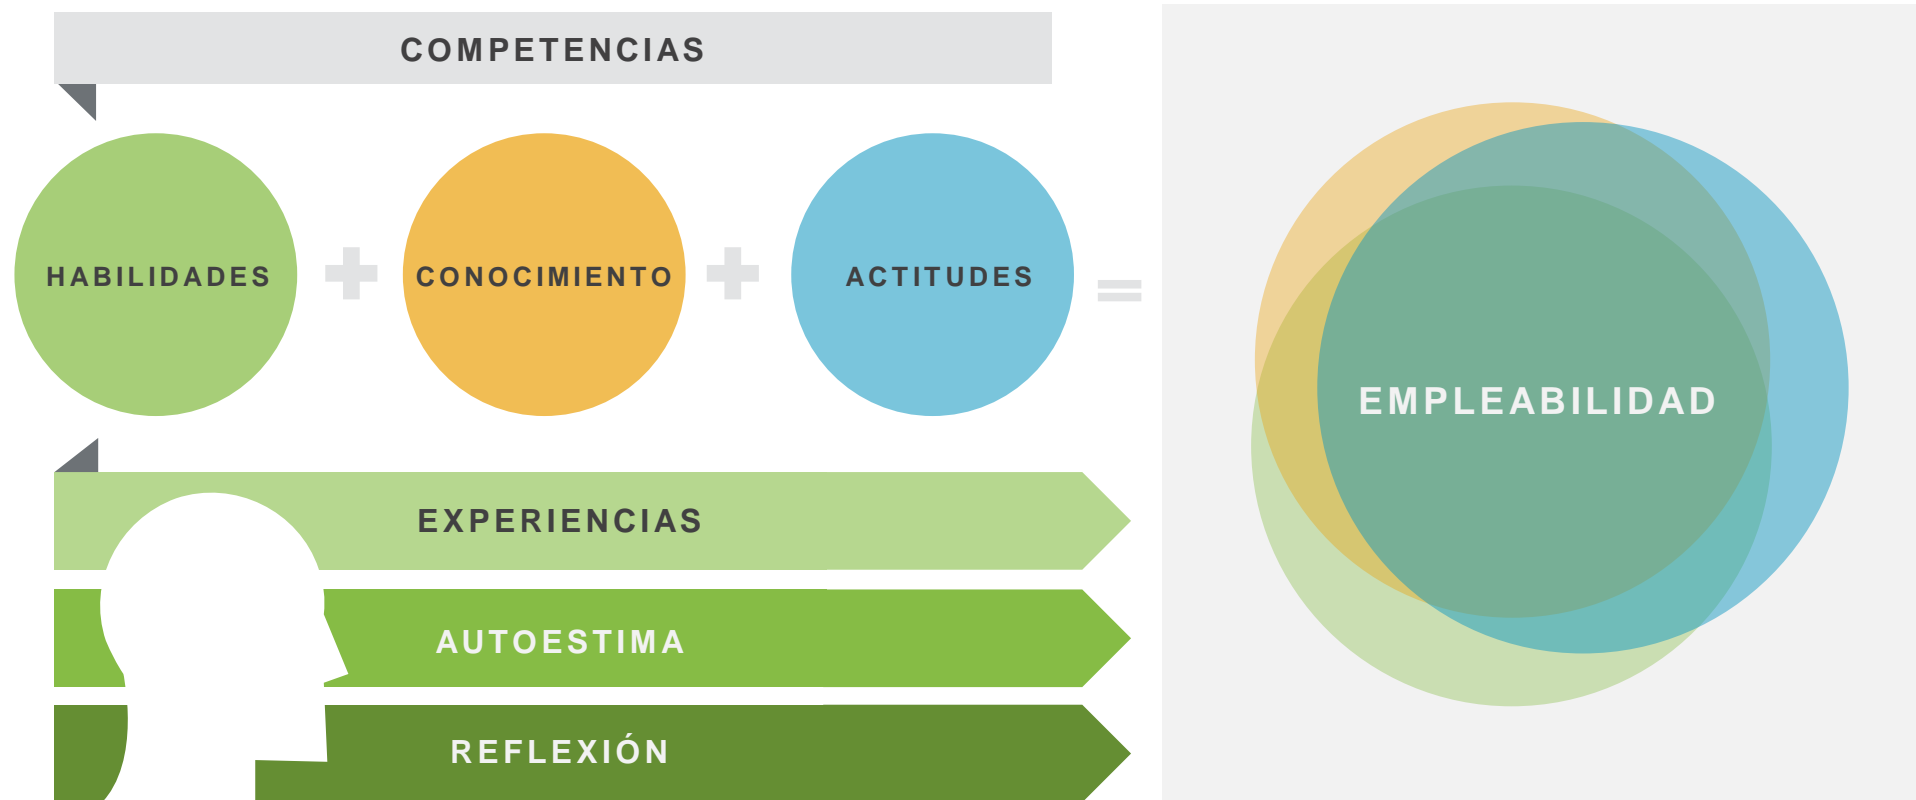 COMPETENCIAS
HABILIDADES
CONOCIMIENTO
ACTITUDES
EXPERIENCIAS
AUTOESTIMA
REFLEXIÓN
EMPLEABILIDAD